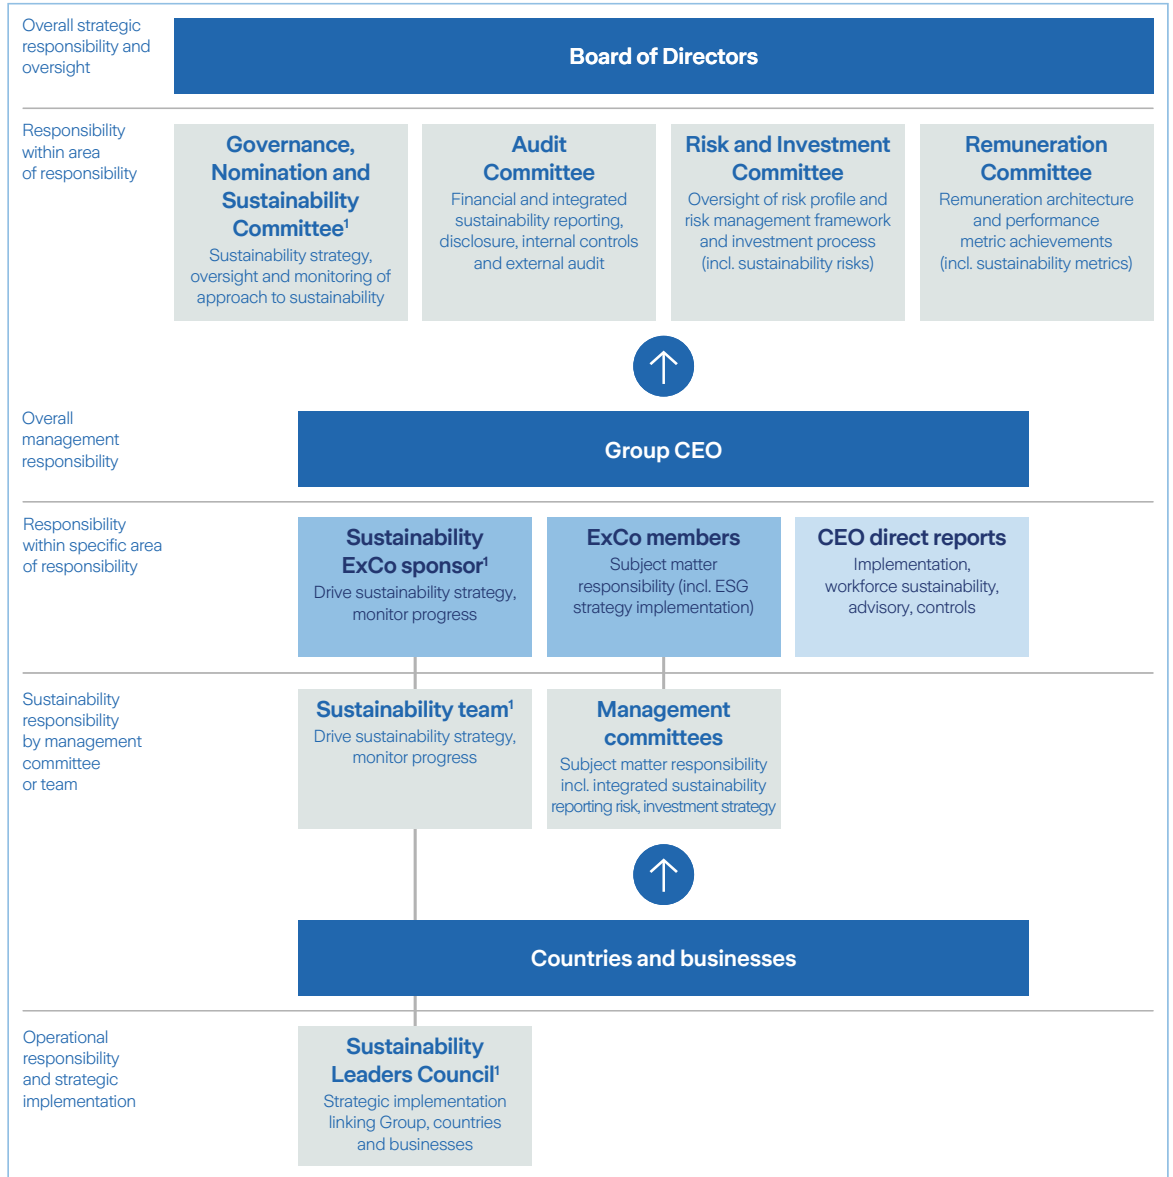 Overall strategic
responsibility and
oversight
Board of Directors
Responsibility
within area
of responsibility
Governance,
Nomination and
Sustainability
Committee¹
Sustainability strategy,
oversight and monitoring of
approach to sustainability
Audit
Committee
Financial and integrated
sustainability reporting,
disclosure, internal controls
and external audit
Risk and Investment
Committee
Oversight of risk profile and
risk management framework
and investment process
(incl. sustainability risks)
Remuneration
Committee
Remuneration architecture
and performance
metric achievements
(incl. sustainability metrics)
Overall
management
responsibility
Group CEO
Responsibility
within specific area
of responsibility
Sustainability
ExCo sponsor¹
Drive sustainability strategy,
monitor progress
ExCo members
Subject matter
responsibility (incl. ESG
strategy implementation)
CEO direct reports
Implementation,
workforce sustainability,
advisory, controls
Sustainability
responsibility
by management
committee
or team
Sustainability team¹
Drive sustainability strategy,
monitor progress
Management
committees
Subject matter responsibility
incl. integrated sustainability
reporting risk, investment strategy
Countries and businesses
Operational
responsibility
and strategic
implementation
Sustainability
Leaders Council¹
Strategic implementation
linking Group, countries
and businesses